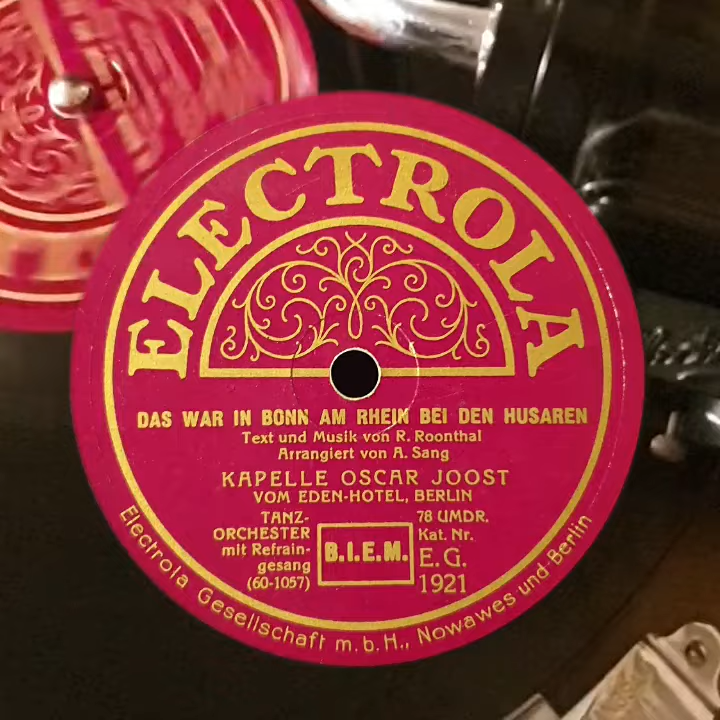 ELECTROLA
DAS WAR IN BONN AM RHEIN BEI DEN HUSAREN
Text und Musik von R. Roonthal
Arrangiert von A. Sang
KAPELLE OSCAR JOOST
VOM EDEN-HOTEL, BERLIN
TANZ-
ORCHESTER
mit Refrain-
gesang
(60-1057)
B.I.E.M.
78 UMDR.
Kat. Nr.
E.G.
1921
Electrola Gesellschaft m.b.H., Nowawes und Berlin